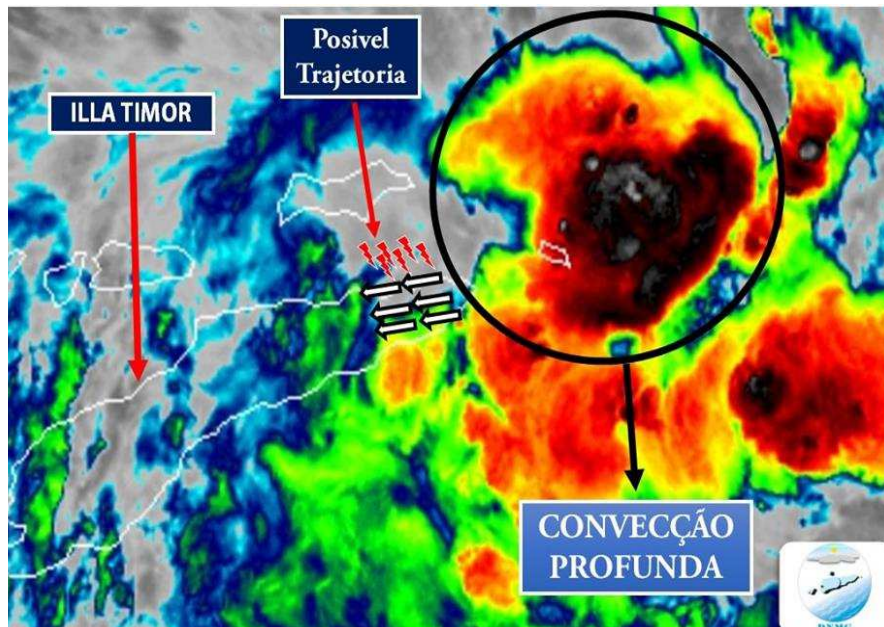 Posivel
Trajetoria
ILLA TIMOR
CONVECÇÃO
PROFUNDA